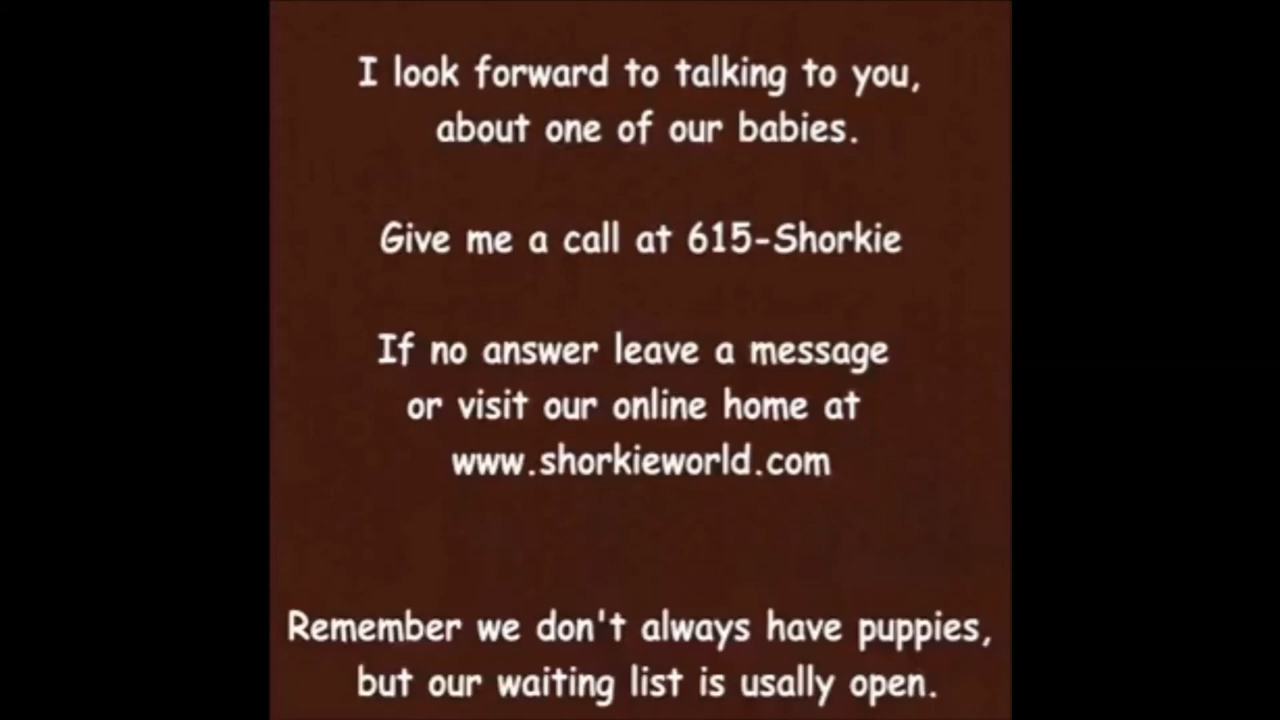 I look forward to talking to you,
about one of our babies.
Give me a call at 615-Shorkie
If no answer leave a message
or visit our online home at
www.shorkieworld.com
Remember we don't always have puppies,
but our waiting list is usally open.